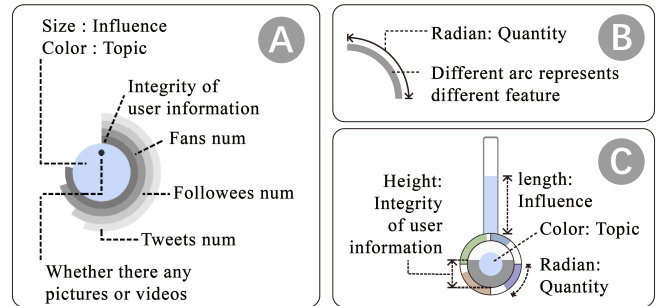 A
Size : Influence
Color : Topic
Integrity of
user information
Fans num
Followees num
Tweets num
Whether there any
pictures or videos
B
Radian: Quantity
Different arc represents
different feature
C
Height:
Integrity
of user
information
length:
Influence
Color: Topic
Radian:
Quantity